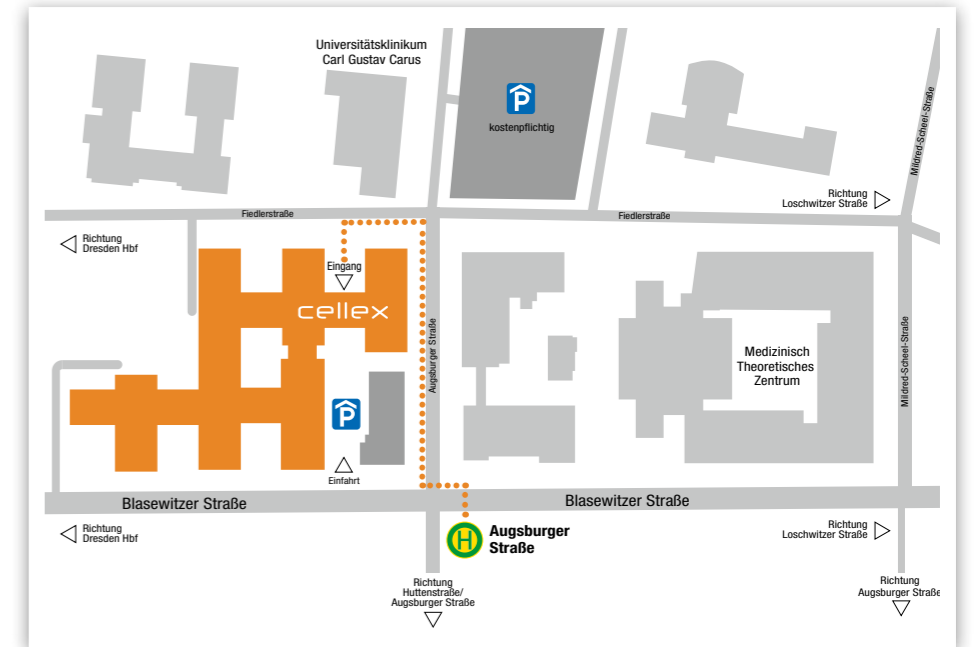 Universitätsklinikum
Carl Gustav Carus
P
kostenpflichtig
Mildred-Scheel-Straße
Richtung
Loschwitzer Straße
Fiedlerstraße
Fiedlerstraße
Richtung
Dresden Hbf
Eingang
cellex
Augsburger Straße
Medizinisch
Theoretisches
Zentrum
Mildred-Scheel-Straße
P
Einfahrt
Blasewitzer Straße
Blasewitzer Straße
Richtung
Dresden Hbf
H
Augsburger
Straße
Richtung
Loschwitzer Straße
Richtung
Huttenstraße/
Augsburger Straße
Richtung
Augsburger Straße